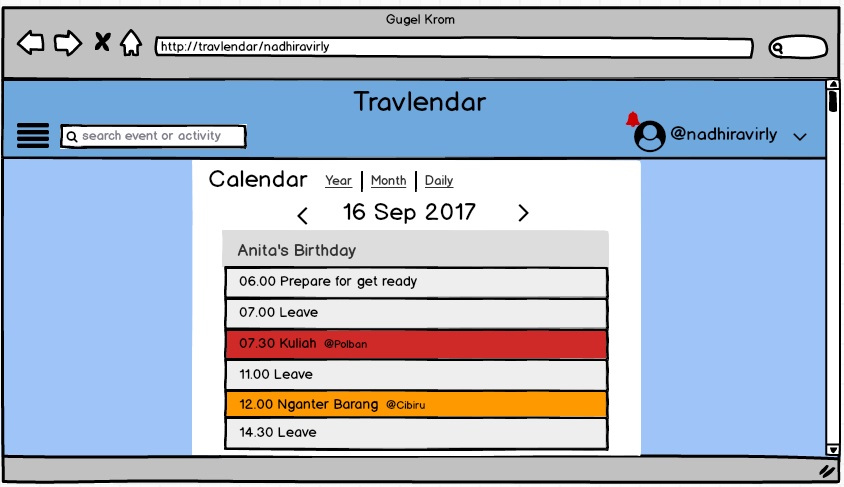 Gugel Krom
http://travlendar/nadhiravirly
Travlendar
search event or activity
@nadhiravirly
Calendar Year Month Daily
16 Sep 2017
Anita's Birthday
06.00 Prepare for get ready
07.00 Leave
07.30 Kuliah @Polban
11.00 Leave
12.00 Nganter Barang @Cibiru
14.30 Leave